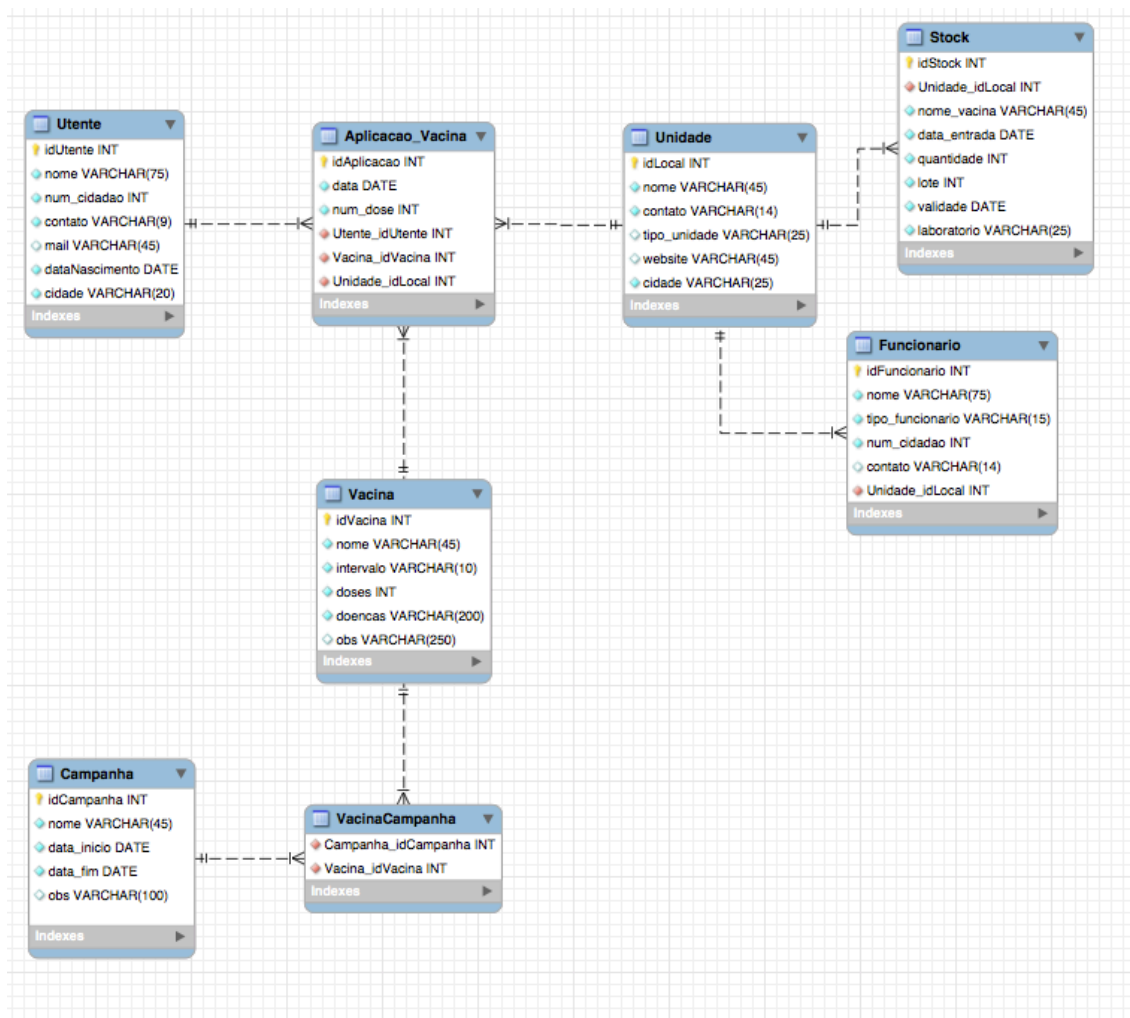 Utente
idUtente INT
nome VARCHAR(75)
num_cidadao INT
contato VARCHAR(9)
mail VARCHAR(45)
dataNascimento DATE
cidade VARCHAR(20)
Indexes
Aplicacao_Vacina
idAplicacao INT
data DATE
num_dose INT
Utente_idUtente INT
Vacina_idVacina INT
Unidade_idLocal INT
Indexes
Unidade
idLocal INT
nome VARCHAR(45)
contato VARCHAR(14)
tipo_unidade VARCHAR(25)
website VARCHAR(45)
cidade VARCHAR(25)
Indexes
Stock
idStock INT
Unidade_idLocal INT
nome_vacina VARCHAR(45)
data_entrada DATE
quantidade INT
lote INT
validade DATE
laboratorio VARCHAR(25)
Indexes
Funcionario
idFuncionario INT
nome VARCHAR(75)
tipo_funcionario VARCHAR(15)
num_cidadao INT
contato VARCHAR(14)
Unidade_idLocal INT
Indexes
Vacina
idVacina INT
nome VARCHAR(45)
intervalo VARCHAR(10)
doses INT
doencas VARCHAR(200)
obs VARCHAR(250)
Indexes
Campanha
idCampanha INT
nome VARCHAR(45)
data_inicio DATE
data_fim DATE
obs VARCHAR(100)
Indexes
VacinaCampanha
Campanha_idCampanha INT
Vacina_idVacina INT
Indexes